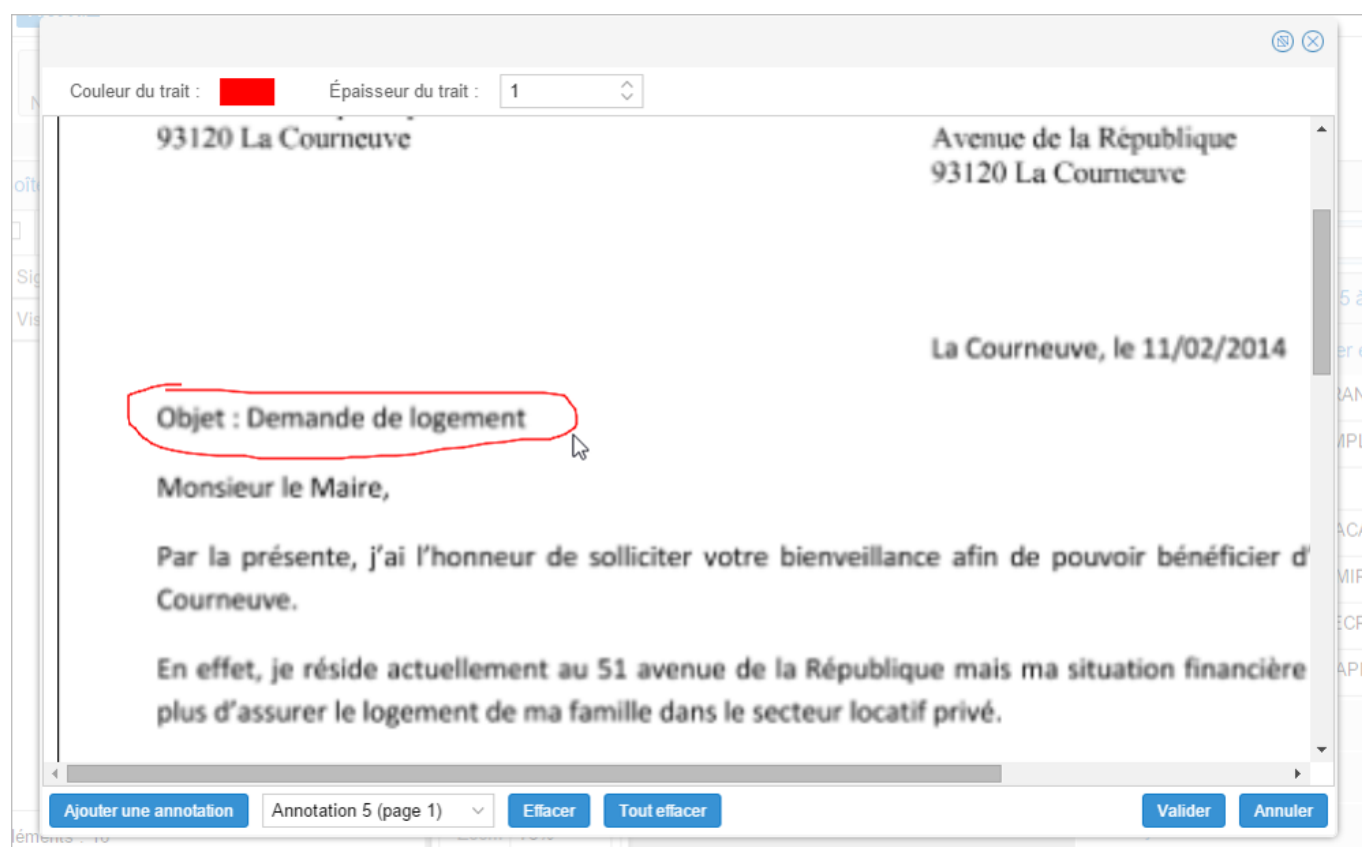 Couleur du trait : Épaisseur du trait : 1
93120 La Courneuve
Avenue de la République
93120 La Courneuve
La Courneuve, le 11/02/2014
Objet : Demande de logement
Monsieur le Maire,
Par la présente, j'ai l'honneur de solliciter votre bienveillance afin de pouvoir bénéficier d'
Courneuve.
En effet, je réside actuellement au 51 avenue de la République mais ma situation financière
plus d'assurer le logement de ma famille dans le secteur locatif privé.
Ajouter une annotation Annotation 5 (page 1) Effacer Tout effacer Valider Annuler